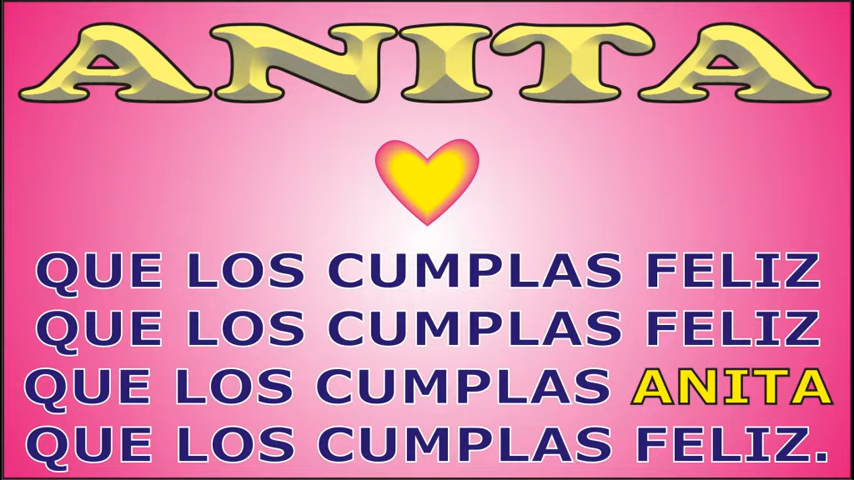 ANITA
QUE LOS CUMPLAS FELIZ
QUE LOS CUMPLAS FELIZ
QUE LOS CUMPLAS ANITA
QUE LOS CUMPLAS FELIZ.